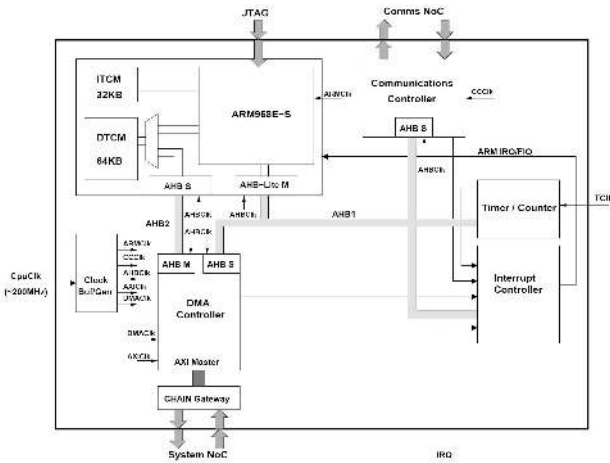 JTAG
Comms NoC
ITCM
32KB
ARM968E-S
ARMClk
Communications
Controller
CCClk
DTCM
64KB
AHB S
ARM IRQ/FIQ
AHB S
AHB-Lite M
AHBClk
AHB2
AHBClk
AHBClk
AHBClk
AHB1
Timer / Counter
CpuClk
(~200MHz)
Clock
Buf/Gen
ARMClk
CCClk
AHBClk
AXIClk
DMAClk
AHB M
AHB S
DMA
Controller
Interrupt
Controller
DMAClk
AXIClk
AXI Master
CHAIN Gateway
System NoC
IRQ